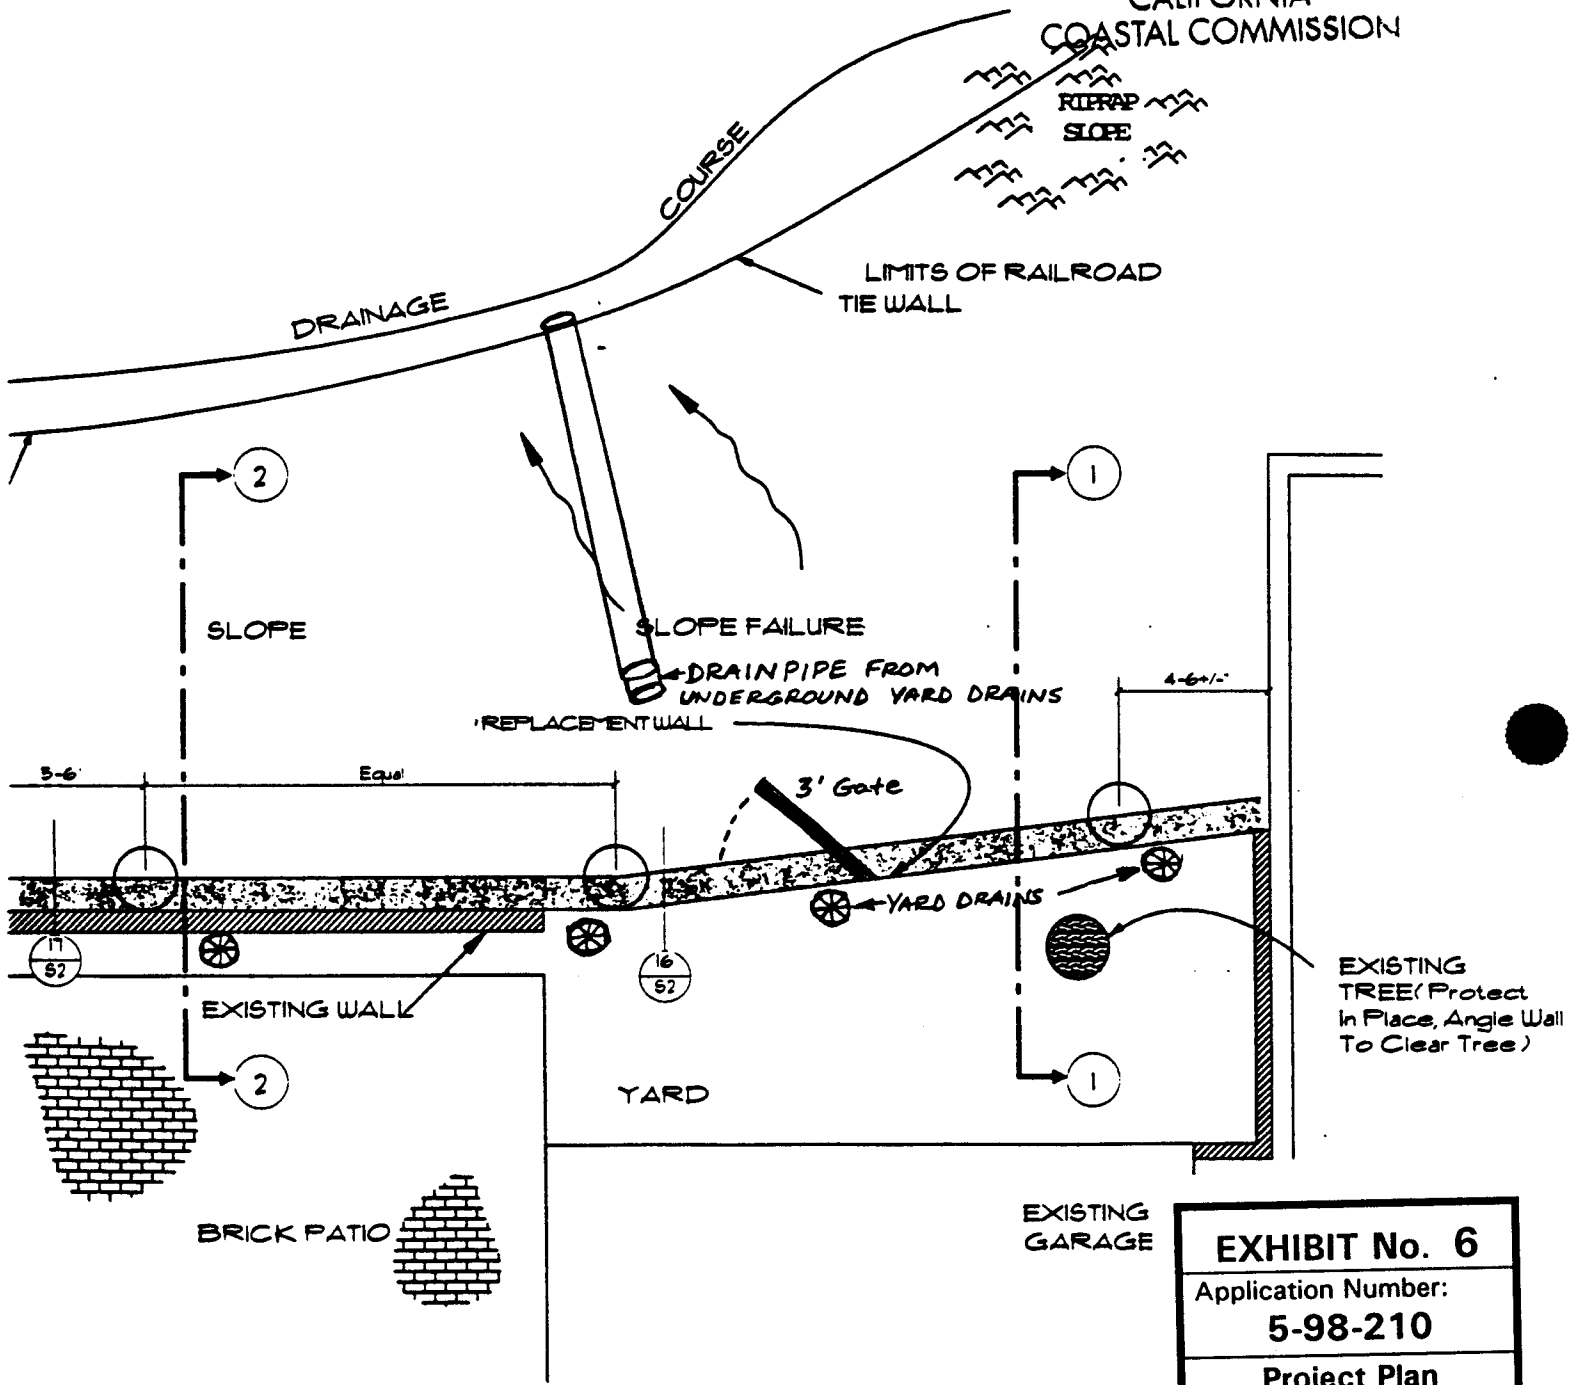 CALIFORNIA
COASTAL COMMISSION
RIPRAP
SLOPE
COURSE
LIMITS OF RAILROAD
TIE WALL
DRAINAGE
2
1
SLOPE
SLOPE FAILURE
DRAINPIPE FROM
UNDERGROUND YARD DRAINS
4-6+/-
REPLACEMENT WALL
Equal
3' Gate
YARD DRAINS
17
S2
16
S2
EXISTING WALL
EXISTING
TREE (Protect
In Place, Angle Wall
To Clear Tree)
2
1
YARD
BRICK PATIO
EXISTING
GARAGE
EXHIBIT No. 6
Application Number:
5-98-210
Project Plan